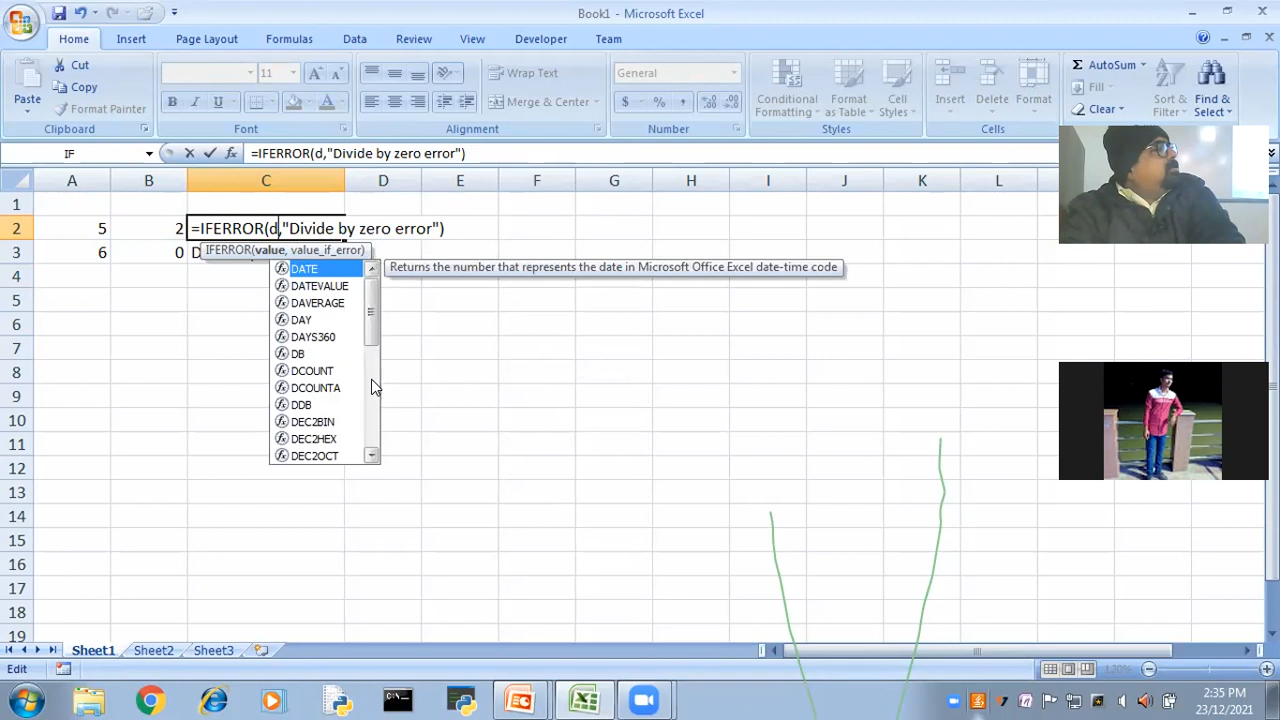 Book1 - Microsoft Excel
Home Insert Page Layout Formulas Data Review View Developer Team
Cut
Copy
Format Painter
Paste
Clipboard
11 A A
B I U
Font
Wrap Text
Merge & Center
Alignment
General
$ % ,
Number
Conditional Formatting
Format as Table
Cell Styles
Styles
Insert
Delete
Format
Cells
Σ AutoSum
Fill
Clear
Sort & Filter
Find & Select
IF fx =IFERROR(d,"Divide by zero error")
A B C D E F G H I J K L
1
2 5 2 =IFERROR(d,"Divide by zero error")
IFERROR(value, value_if_error)
3 6 0 D
DATE
Returns the number that represents the date in Microsoft Office Excel date-time code
DATEVALUE
DAVERAGE
DAY
DAYS360
DB
DCOUNT
DCOUNTA
DDB
DEC2BIN
DEC2HEX
DEC2OCT
4
5
6
7
8
9
10
11
12
13
14
15
16
17
18
19
Sheet1 Sheet2 Sheet3
Edit
120%
2:35 PM
23/12/2021